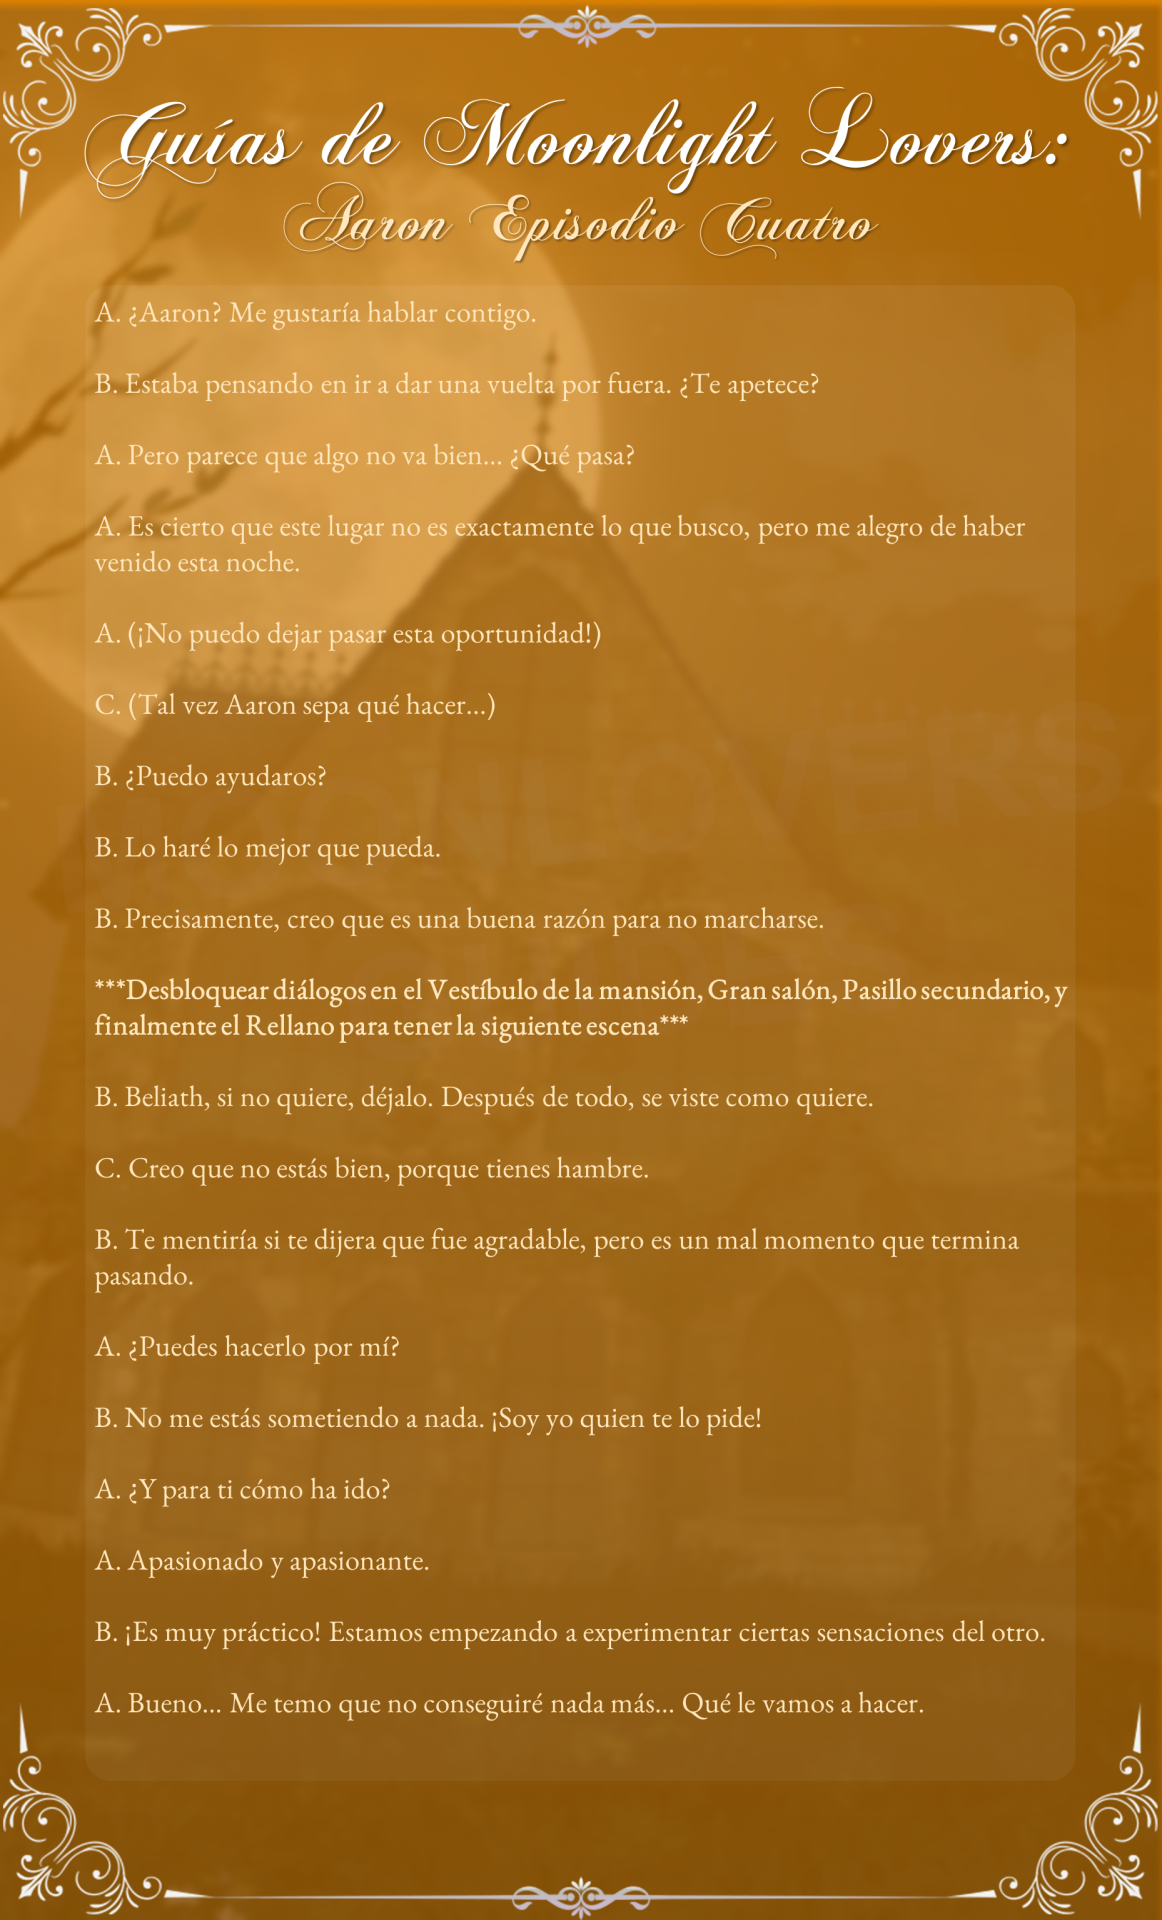 Guías de Moonlight Lovers:
Aaron Episodio Cuatro
A. ¿Aaron? Me gustaría hablar contigo.
B. Estaba pensando en ir a dar una vuelta por fuera. ¿Te apetece?
A. Pero parece que algo no va bien... ¿Qué pasa?
A. Es cierto que este lugar no es exactamente lo que busco, pero me alegro de haber
venido esta noche.
A. (¡No puedo dejar pasar esta oportunidad!)
C. (Tal vez Aaron sepa qué hacer...)
B. ¿Puedo ayudaros?
B. Lo haré lo mejor que pueda.
B. Precisamente, creo que es una buena razón para no marcharse.
***Desbloquear diálogos en el Vestíbulo de la mansión, Gran salón, Pasillo secundario, y
finalmente el Rellano para tener la siguiente escena***
B. Beliath, si no quiere, déjalo. Después de todo, se viste como quiere.
C. Creo que no estás bien, porque tienes hambre.
B. Te mentiría si te dijera que fue agradable, pero es un mal momento que termina
pasando.
A. ¿Puedes hacerlo por mí?
B. No me estás sometiendo a nada. ¡Soy yo quien te lo pide!
A. ¿Y para ti cómo ha ido?
A. Apasionado y apasionante.
B. ¡Es muy práctico! Estamos empezando a experimentar ciertas sensaciones del otro.
A. Bueno... Me temo que no conseguiré nada más... Qué le vamos a hacer.
MOONLOVERS